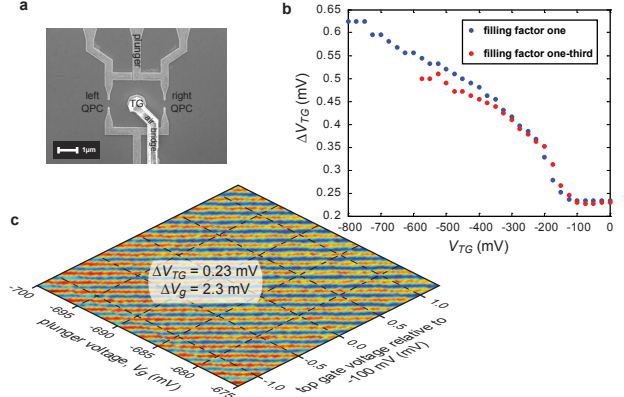 a
plunger
left
QPC
TG
right
QPC
air bridge
1μm
b
0.65
0.6
0.55
0.5
0.45
0.4
0.35
0.3
0.25
0.2
ΔV_TG (mV)
filling factor one
filling factor one-third
-800 -700 -600 -500 -400 -300 -200 -100 0
V_TG (mV)
c
ΔV_TG = 0.23 mV
ΔV_g = 2.3 mV
-700
-695
-690
-685
-680
-675
plunger voltage, V_g (mV)
-1.0
-0.5
0.0
0.5
1.0
top gate voltage relative to
-100 mV (mV)